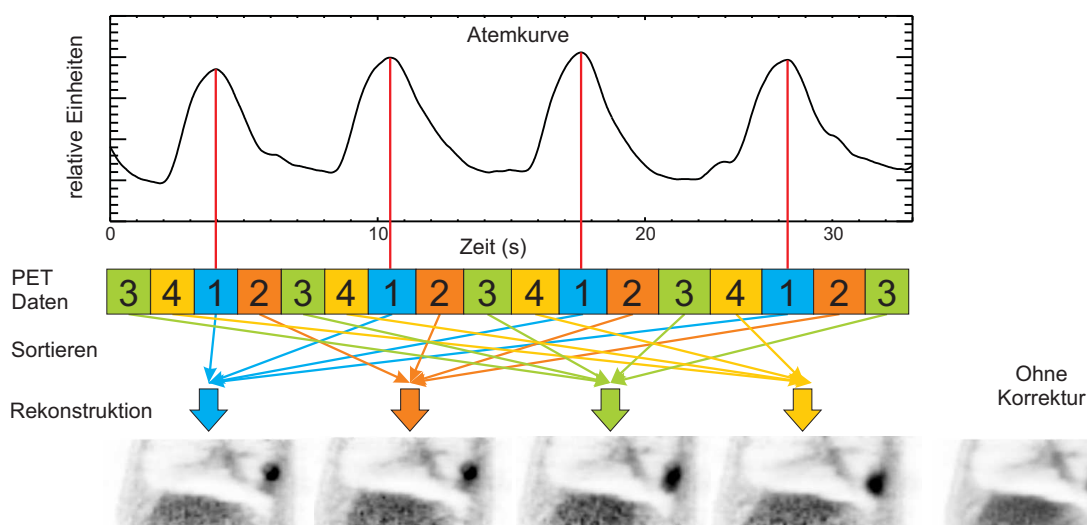 Atemkurve
relative Einheiten
0 10 20 30
Zeit (s)
PET
Daten
3 4 1 2 3 4 1 2 3 4 1 2 3 4 1 2 3
Sortieren
Rekonstruktion
Ohne
Korrektur